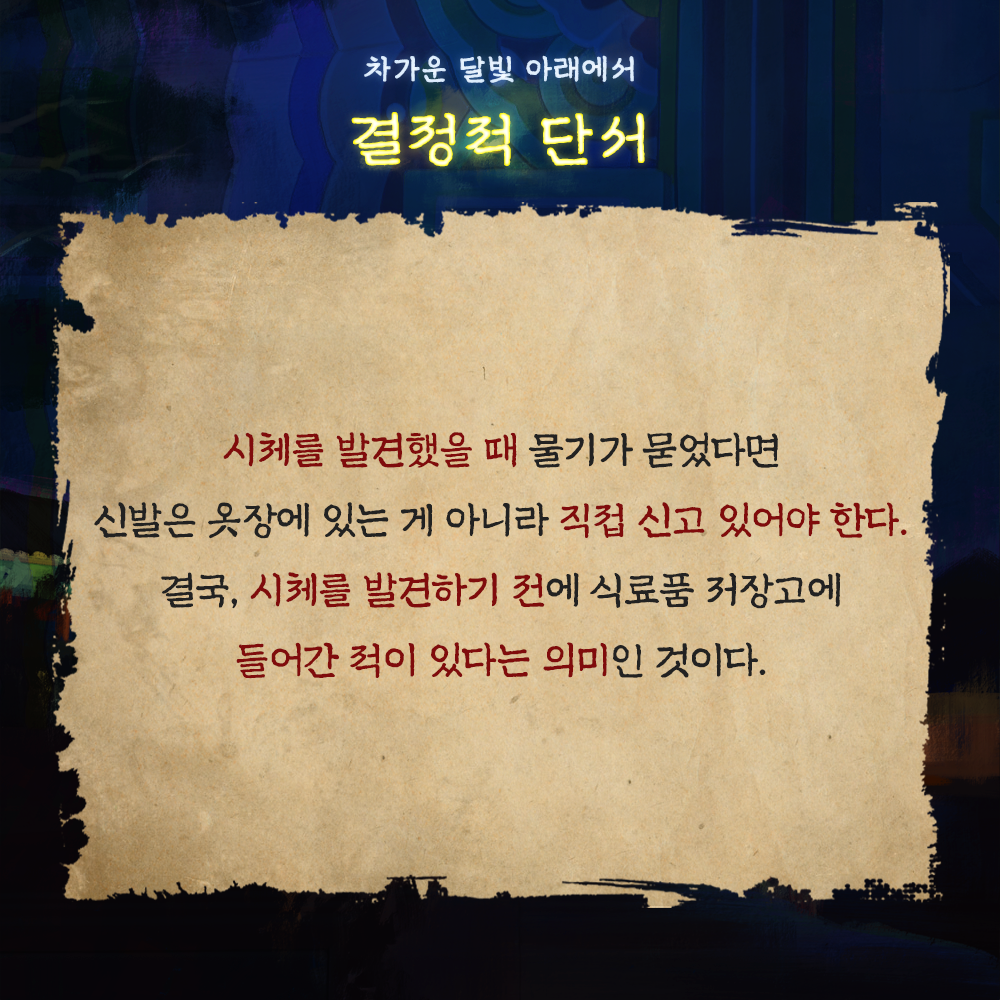 차가운 달빛 아래에서
결정적 단서
시체를 발견했을 때 물기가 묻었다면
신발은 옷장에 있는 게 아니라 직접 신고 있어야 한다.
결국, 시체를 발견하기 전에 식료품 저장고에
들어간 적이 있다는 의미인 것이다.